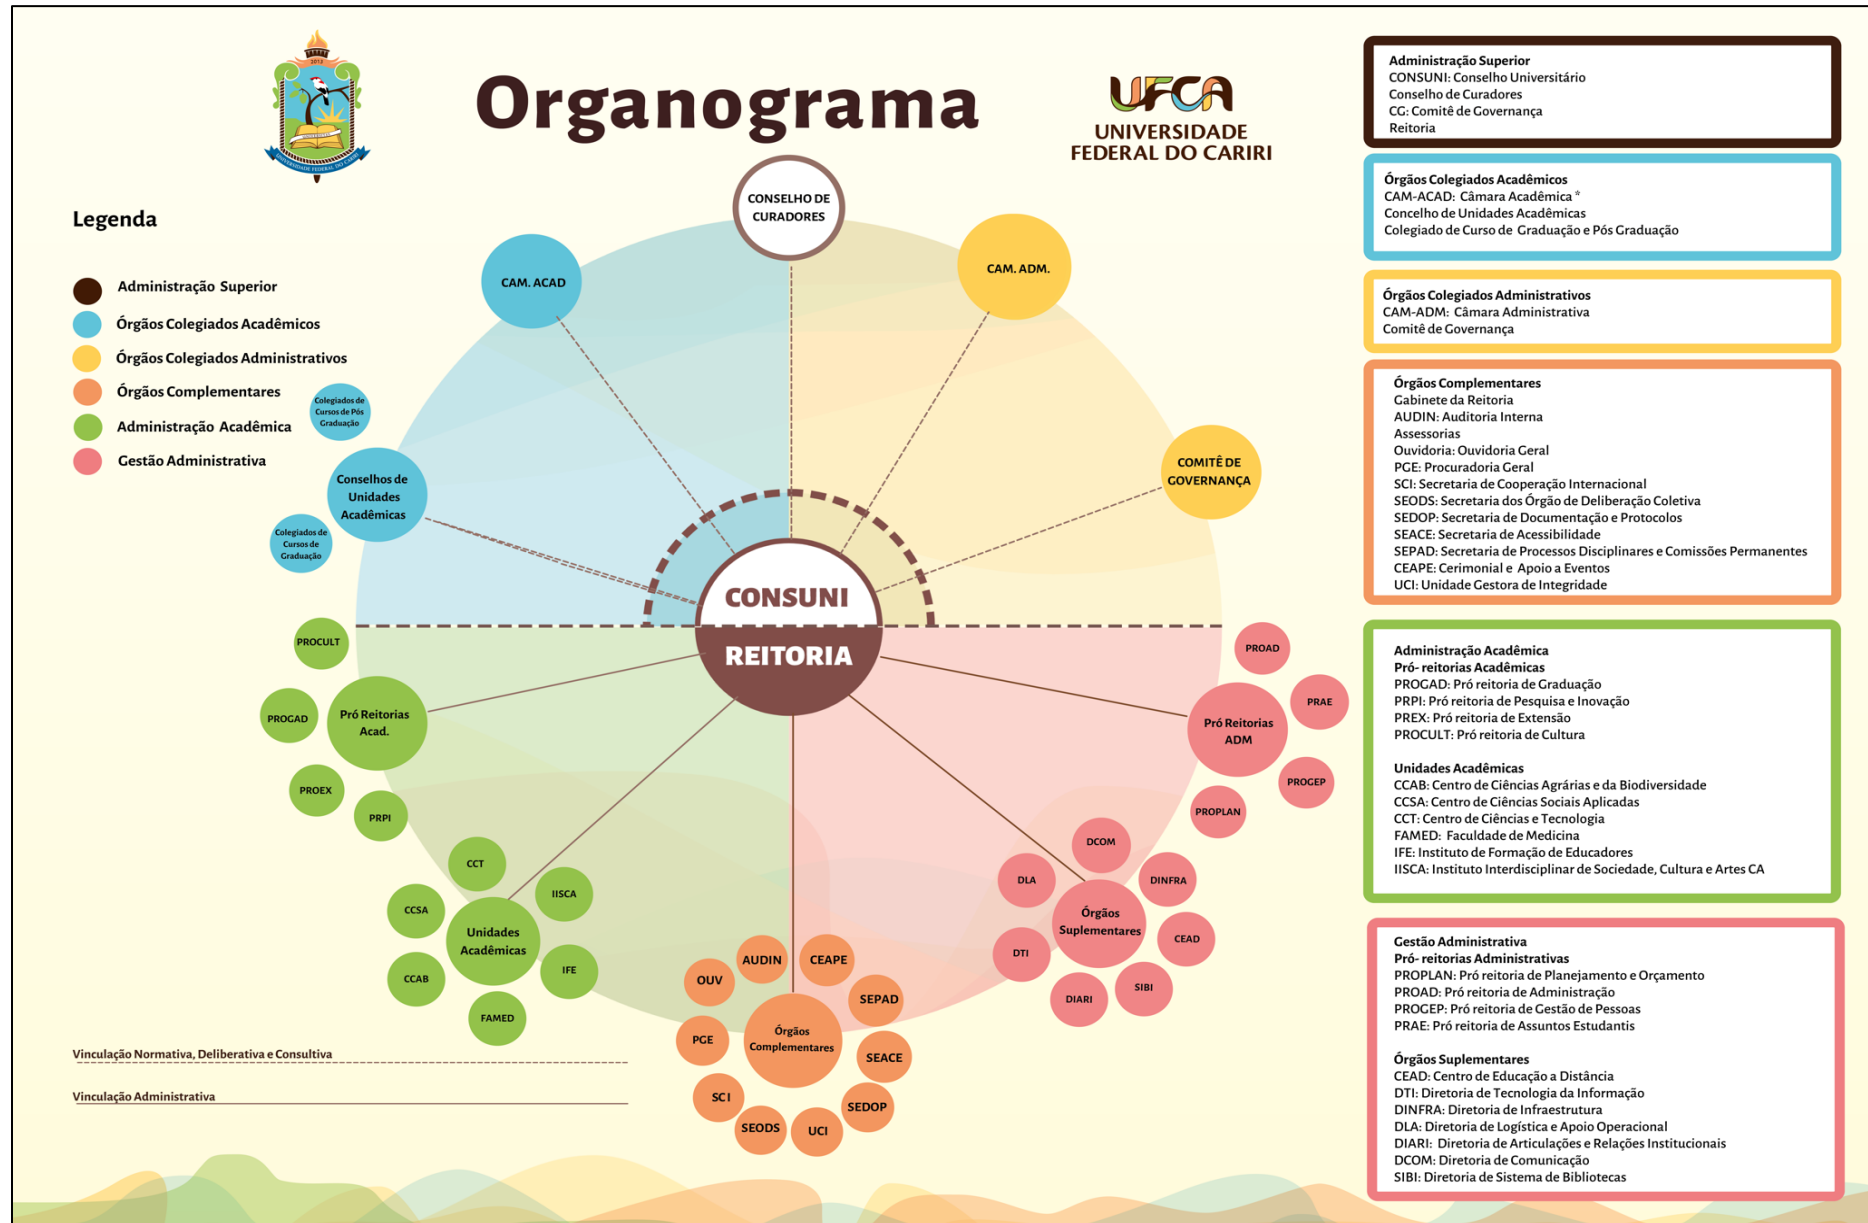 2012
UNIVERSIDADE FEDERAL DO CARIRI
Organograma
UFCA
UNIVERSIDADE
FEDERAL DO CARIRI
Legenda
Administração Superior
Órgãos Colegiados Acadêmicos
Órgãos Colegiados Administrativos
Órgãos Complementares
Administração Acadêmica
Gestão Administrativa
CONSELHO DE
CURADORES
CAM. ACAD
CAM. ADM.
Colegiados de
Cursos de Pós
Graduação
Conselhos de
Unidades
Acadêmicas
Colegiados de
Cursos de
Graduação
COMITÊ DE
GOVERNANÇA
CONSUNI
REITORIA
PROCULT
PROGAD
Pró Reitorias
Acad.
PROEX
PRPI
CCT
IISCA
CCSA
Unidades
Acadêmicas
CCAB
IFE
FAMED
OUV
AUDIN
CEAPE
SEPAD
PGE
Órgãos
Complementares
SEACE
SCI
SEDOP
SEODS
UCI
PROAD
PRAE
Pró Reitorias
ADM
PROGEP
PROPLAN
DCOM
DLA
DINFRA
Órgãos
Suplementares
CEAD
DTI
SIBI
DIARI
Vinculação Normativa, Deliberativa e Consultiva
Vinculação Administrativa
Administração Superior
CONSUNI: Conselho Universitário
Conselho de Curadores
CG: Comitê de Governança
Reitoria
Órgãos Colegiados Acadêmicos
CAM-ACAD: Câmara Acadêmica *
Concelho de Unidades Acadêmicas
Colegiado de Curso de Graduação e Pós Graduação
Órgãos Colegiados Administrativos
CAM-ADM: Câmara Administrativa
Comitê de Governança
Órgãos Complementares
Gabinete da Reitoria
AUDIN: Auditoria Interna
Assessorias
Ouvidoria: Ouvidoria Geral
PGE: Procuradoria Geral
SCI: Secretaria de Cooperação Internacional
SEODS: Secretaria dos Órgão de Deliberação Coletiva
SEDOP: Secretaria de Documentação e Protocolos
SEACE: Secretaria de Acessibilidade
SEPAD: Secretaria de Processos Disciplinares e Comissões Permanentes
CEAPE: Cerimonial e Apoio a Eventos
UCI: Unidade Gestora de Integridade
Administração Acadêmica
Pró- reitorias Acadêmicas
PROGAD: Pró reitoria de Graduação
PRPI: Pró reitoria de Pesquisa e Inovação
PREX: Pró reitoria de Extensão
PROCULT: Pró reitoria de Cultura
Unidades Acadêmicas
CCAB: Centro de Ciências Agrárias e da Biodiversidade
CCSA: Centro de Ciências Sociais Aplicadas
CCT: Centro de Ciências e Tecnologia
FAMED: Faculdade de Medicina
IFE: Instituto de Formação de Educadores
IISCA: Instituto Interdisciplinar de Sociedade, Cultura e Artes CA
Gestão Administrativa
Pró- reitorias Administrativas
PROPLAN: Pró reitoria de Planejamento e Orçamento
PROAD: Pró reitoria de Administração
PROGEP: Pró reitoria de Gestão de Pessoas
PRAE: Pró reitoria de Assuntos Estudantis
Órgãos Suplementares
CEAD: Centro de Educação a Distância
DTI: Diretoria de Tecnologia da Informação
DINFRA: Diretoria de Infraestrutura
DLA: Diretoria de Logística e Apoio Operacional
DIARI: Diretoria de Articulações e Relações Institucionais
DCOM: Diretoria de Comunicação
SIBI: Diretoria de Sistema de Bibliotecas